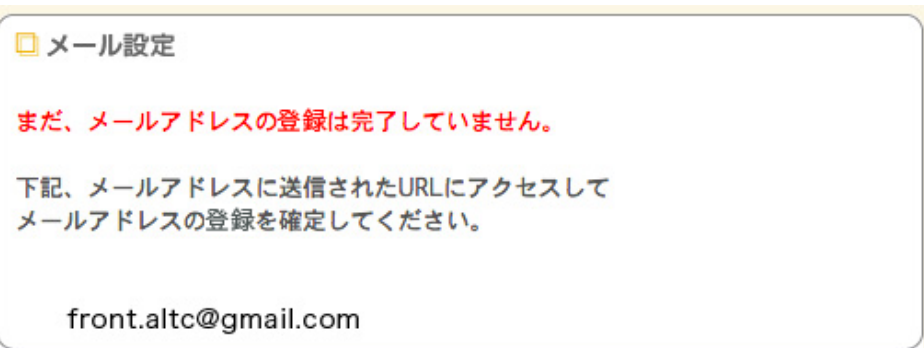 メール設定
まだ、メールアドレスの登録は完了していません。
下記、メールアドレスに送信されたURLにアクセスして
メールアドレスの登録を確定してください。
front.altc@gmail.com